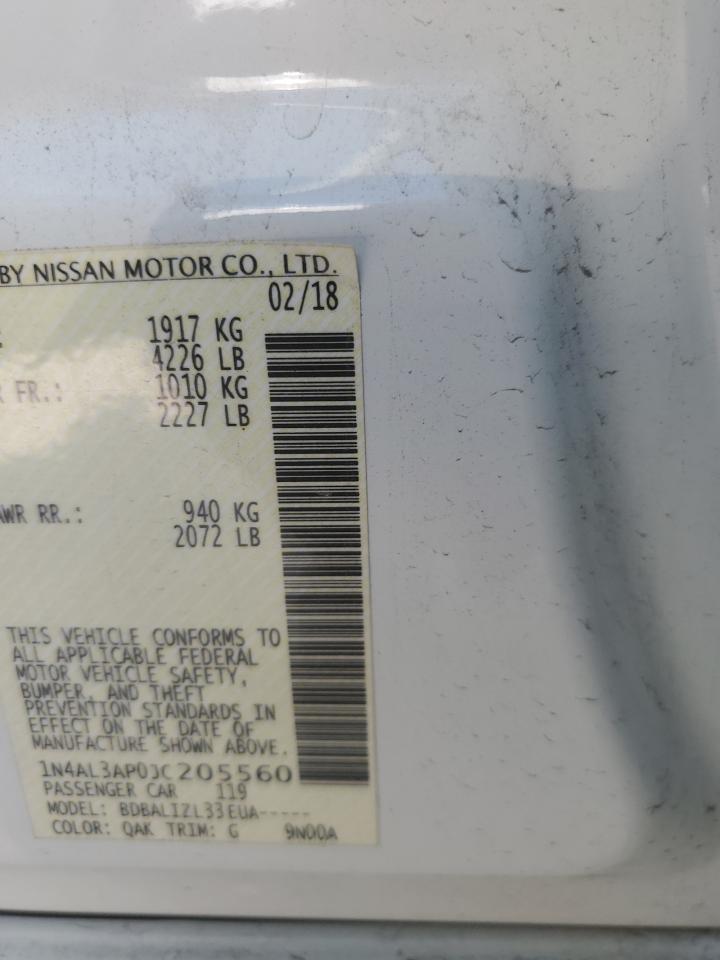 BY NISSAN MOTOR CO., LTD.
02/18
1917 KG
4226 LB
FR.: 1010 KG
2227 LB
RR.: 940 KG
2072 LB
THIS VEHICLE CONFORMS TO
ALL APPLICABLE FEDERAL
MOTOR VEHICLE SAFETY,
BUMPER, AND THEFT
PREVENTION STANDARDS IN
EFFECT ON THE DATE OF
MANUFACTURE SHOWN ABOVE.
1N4AL3AP0JC205560
PASSENGER CAR 119
MODEL: BDBALIZL33EUA-----
COLOR: QAK TRIM: G 9N00A